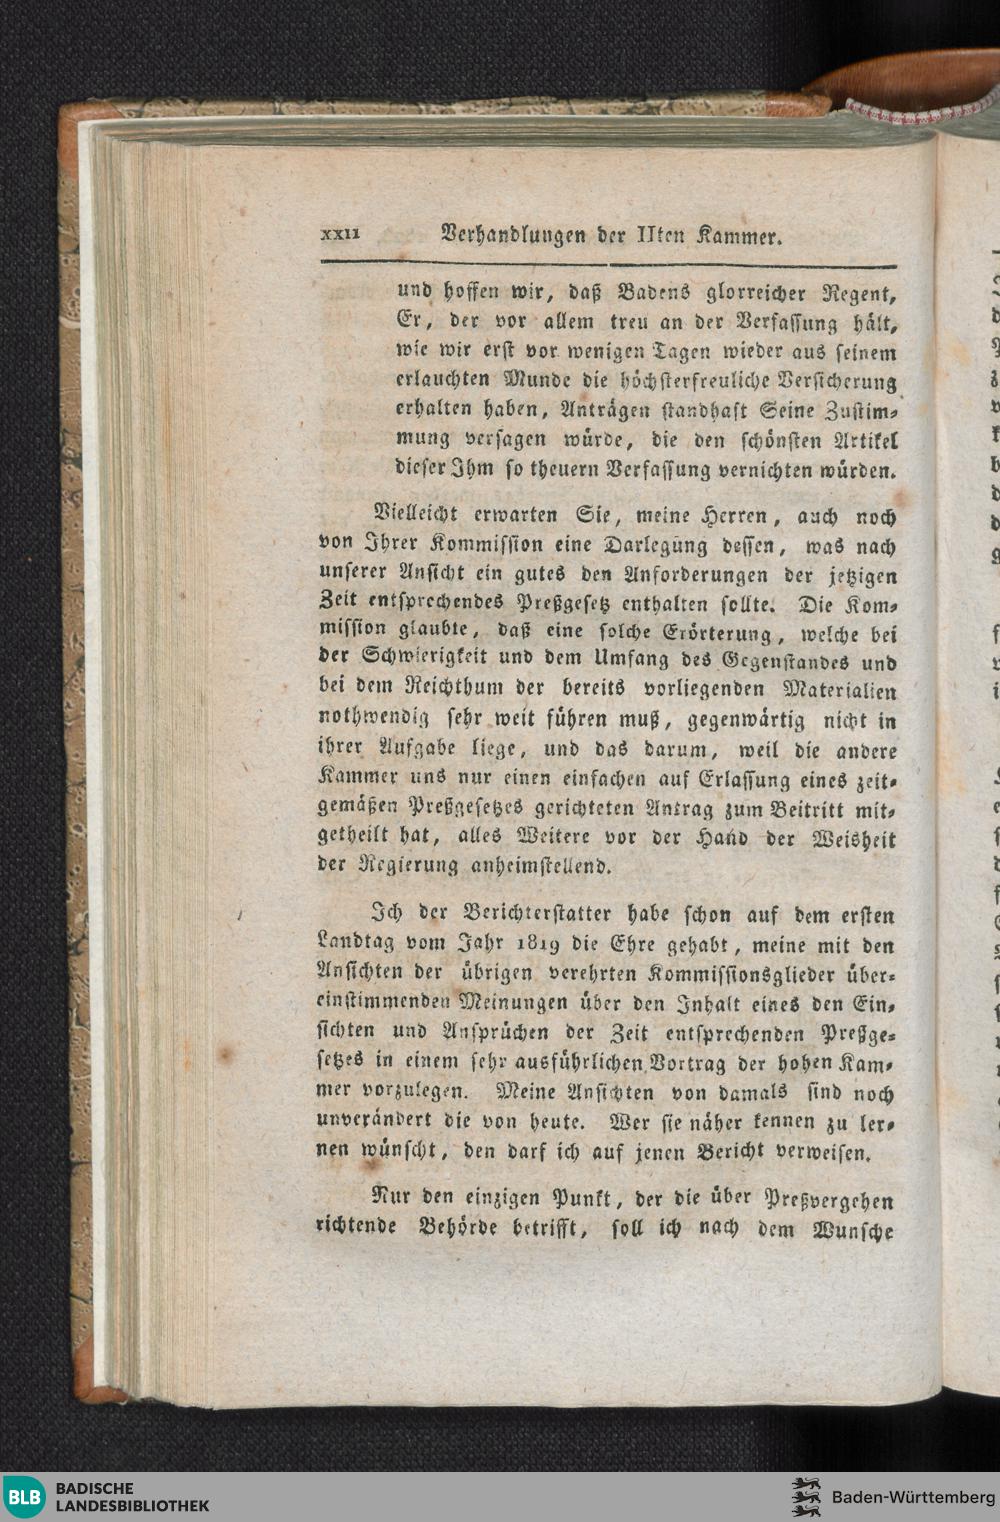 xxii Verhandlungen der IIten Kammer.
und hoffen wir, daß Badens glorreicher Regent,
Er, der vor allem treu an der Verfassung hält,
wie wir erst vor wenigen Tagen wieder aus seinem
erlauchten Munde die höchsterfreuliche Versicherung
erhalten haben, Anträgen standhaft Seine Zustim-
mung versagen würde, die den schönsten Artikel
dieser Ihm so theuern Verfassung vernichten würden.
Vielleicht erwarten Sie, meine Herren, auch noch
von Ihrer Kommission eine Darlegung dessen, was nach
unserer Ansicht ein gutes den Anforderungen der jetzigen
Zeit entsprechendes Preßgesetz enthalten sollte. Die Kom-
mission glaubte, daß eine solche Erörterung, welche bei
der Schwierigkeit und dem Umfang des Gegenstandes und
bei dem Reichthum der bereits vorliegenden Materialien
nothwendig sehr weit führen muß, gegenwärtig nicht in
ihrer Aufgabe liege, und das darum, weil die andere
Kammer uns nur einen einfachen auf Erlassung eines zeit-
gemäßen Preßgesetzes gerichteten Antrag zum Beitritt mit-
getheilt hat, alles Weitere vor der Hand der Weisheit
der Regierung anheimstellend.
Ich der Berichterstatter habe schon auf dem ersten
Landtag vom Jahr 1819 die Ehre gehabt, meine mit den
Ansichten der übrigen verehrten Kommissionsglieder über-
einstimmenden Meinungen über den Inhalt eines den Ein-
sichten und Ansprüchen der Zeit entsprechenden Preßge-
setzes in einem sehr ausführlichen Vortrag der hohen Kam-
mer vorzulegen. Meine Ansichten von damals sind noch
unverändert die von heute. Wer sie näher kennen zu ler-
nen wünscht, den darf ich auf jenen Bericht verweisen.
Nur den einzigen Punkt, der die über Preßvergehen
richtende Behörde betrifft, soll ich nach dem Wunsche
BLB BADISCHE
LANDESBIBLIOTHEK
Baden-Württemberg